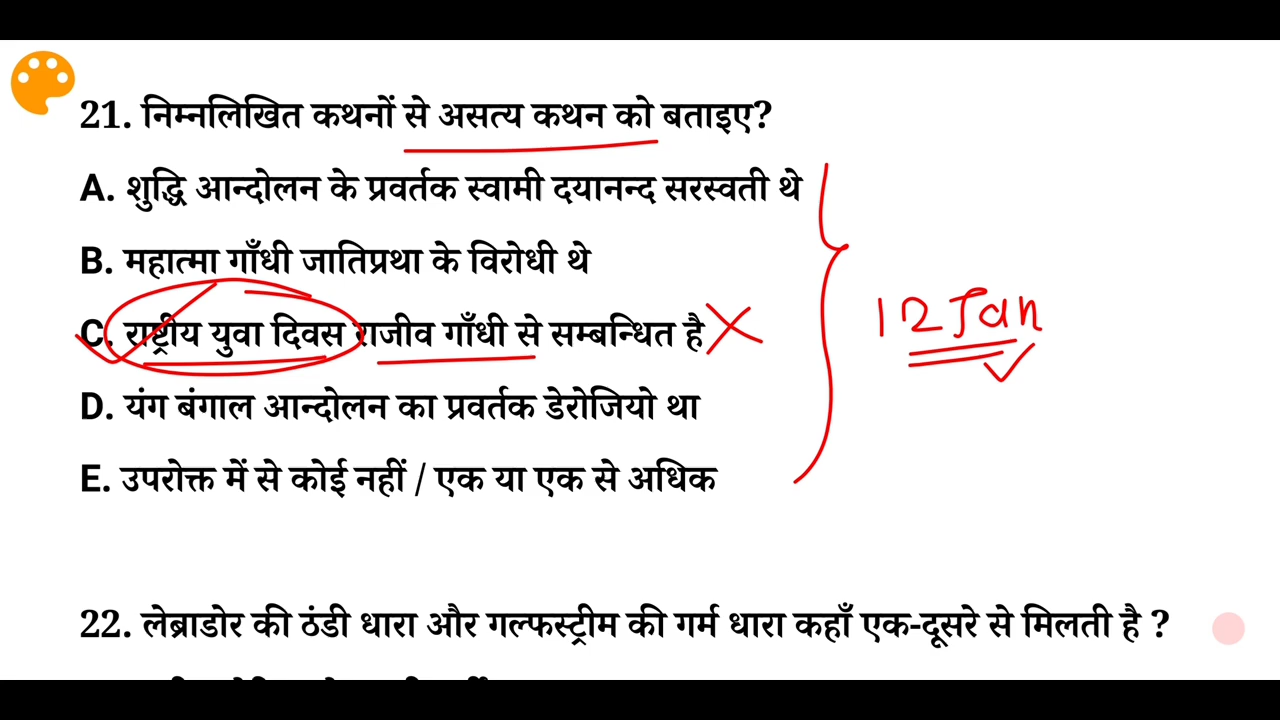 21. निम्नलिखित कथनों से असत्य कथन को बताइए?
A. शुद्धि आन्दोलन के प्रवर्तक स्वामी दयानन्द सरस्वती थे
B. महात्मा गाँधी जातिप्रथा के विरोधी थे
C. राष्ट्रीय युवा दिवस राजीव गाँधी से सम्बन्धित है
12 Jan
D. यंग बंगाल आन्दोलन का प्रवर्तक डेरोजियो था
E. उपरोक्त में से कोई नहीं / एक या एक से अधिक
22. लेब्राडोर की ठंडी धारा और गल्फस्ट्रीम की गर्म धारा कहाँ एक-दूसरे से मिलती है ?